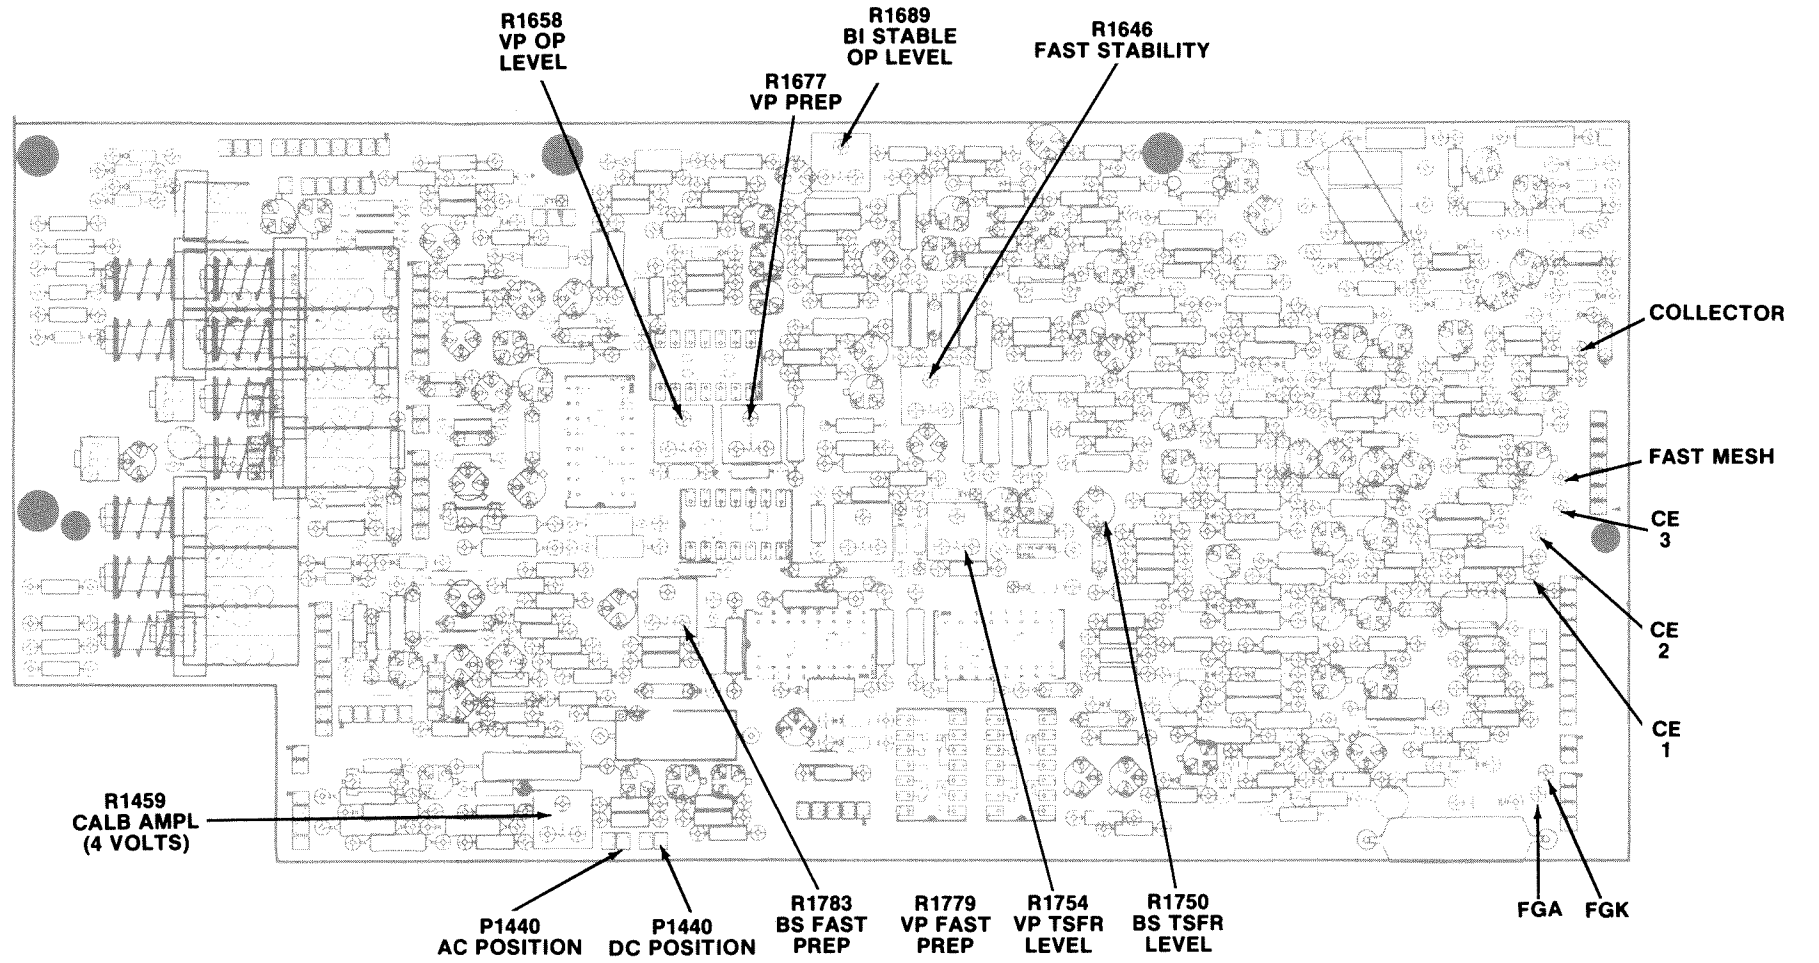 R1658
VP OP
LEVEL
R1677
VP PREP
R1689
BI STABLE
OP LEVEL
R1646
FAST STABILITY
COLLECTOR
FAST MESH
CE
3
CE
2
CE
1
R1459
CALB AMPL
(4 VOLTS)
P1440
AC POSITION
P1440
DC POSITION
R1783
BS FAST
PREP
R1779
VP FAST
PREP
R1754
VP TSFR
LEVEL
R1750
BS TSFR
LEVEL
FGA
FGK